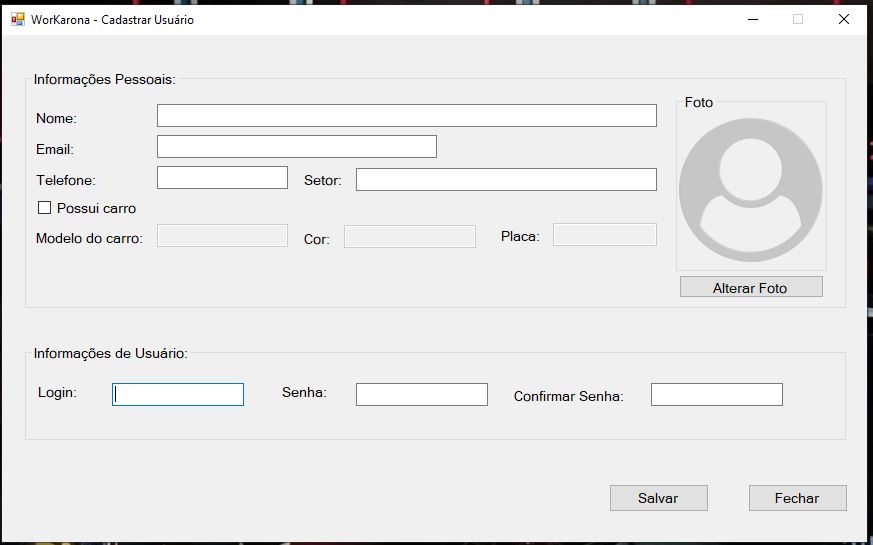 WorKarona - Cadastrar Usuário
Informações Pessoais:
Foto
Nome:
Email:
Telefone:
Setor:
Possui carro
Modelo do carro:
Cor:
Placa:
Alterar Foto
Informações de Usuário:
Login:
Senha:
Confirmar Senha:
Salvar
Fechar